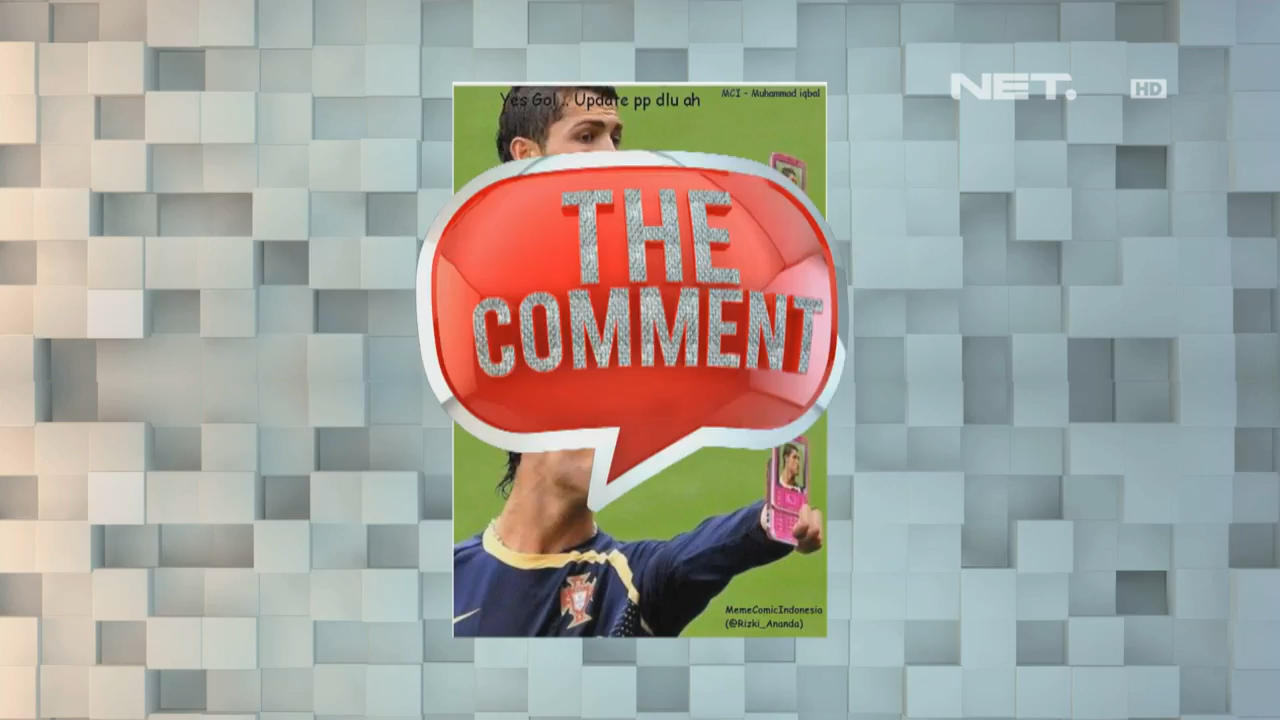 NET.
HD
Yes Gol .. Update pp dlu ah
MCI - Muhammad iqbal
THE
COMMENT
MemeComicIndonesia
(@Rizki_Ananda)